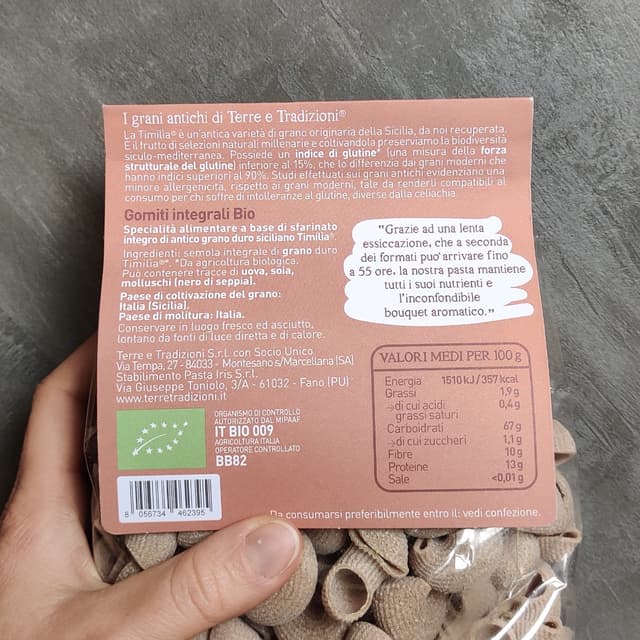 I grani antichi di Terre e Tradizioni®
La Timilia® è un'antica varietà di grano originaria della Sicilia, da noi recuperata.
È il frutto di selezioni naturali millenarie e coltivandola preserviamo la biodiversità
siculo-mediterranea. Possiede un indice di glutine* (una misura della forza
strutturale del glutine) inferiore al 15%, che lo differenzia dai grani moderni che
hanno indici superiori al 90%. Studi effettuati sui grani antichi evidenziano una
minore allergenicità, rispetto ai grani moderni, tale da renderli compatibili al
consumo per chi soffre di intolleranze al glutine, diverse dalla celiachia.
Gomiti integrali Bio
Specialità alimentare a base di sfarinato
integro di antico grano duro siciliano Timilia®.
Ingredienti: semola integrale di grano duro
Timilia®*. *Da agricoltura biologica.
Può contenere tracce di uova, soia,
molluschi (nero di seppia).
Paese di coltivazione del grano:
Italia (Sicilia).
Paese di molitura: Italia.
Conservare in luogo fresco ed asciutto,
lontano da fonti di luce diretta e di calore.
Terre e Tradizioni S.r.l. con Socio Unico
Via Tempa, 27 - 84033 - Montesano s/Marcellana (SA)
Stabilimento Pasta Iris S.r.l.
Via Giuseppe Toniolo, 3/A - 61032 - Fano (PU)
www.terretradizioni.it
ORGANISMO DI CONTROLLO
AUTORIZZATO DAL MIPAAF
IT BIO 009
AGRICOLTURA ITALIA
OPERATORE CONTROLLATO
BB82
8 056734 462395
"Grazie ad una lenta
essiccazione, che a seconda
dei formati puo' arrivare fino
a 55 ore, la nostra pasta mantiene
tutti i suoi nutrienti e
l'inconfondibile
bouquet aromatico."
VALORI MEDI PER 100 g
Energia 1510 kJ / 357 kcal
Grassi 1,9 g
→di cui acidi 0,4 g
grassi saturi
Carboidrati 67 g
→di cui zuccheri 1,1 g
Fibre 10 g
Proteine 13 g
Sale <0,01 g
Da consumarsi preferibilmente entro il: vedi confezione.